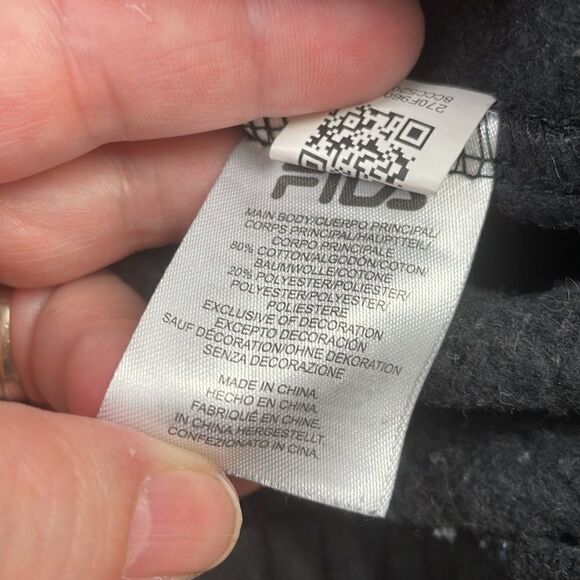 FILA
MAIN BODY/CUERPO PRINCIPAL/
CORPS PRINCIPAL/HAUPTTEIL/
CORPO PRINCIPALE
80% COTTON/ALGODÓN/COTON/
BAUMWOLLE/COTONE
20% POLYESTER/POLIESTER/
POLYESTER/POLYESTER/
POLIESTERE
EXCLUSIVE OF DECORATION
EXCEPTO DECORACIÓN
SAUF DÉCORATION/OHNE DEKORATION
SENZA DECORAZIONE
MADE IN CHINA.
HECHO EN CHINA.
FABRIQUÉ EN CHINE.
IN CHINA HERGESTELLT.
CONFEZIONATO IN CINA.